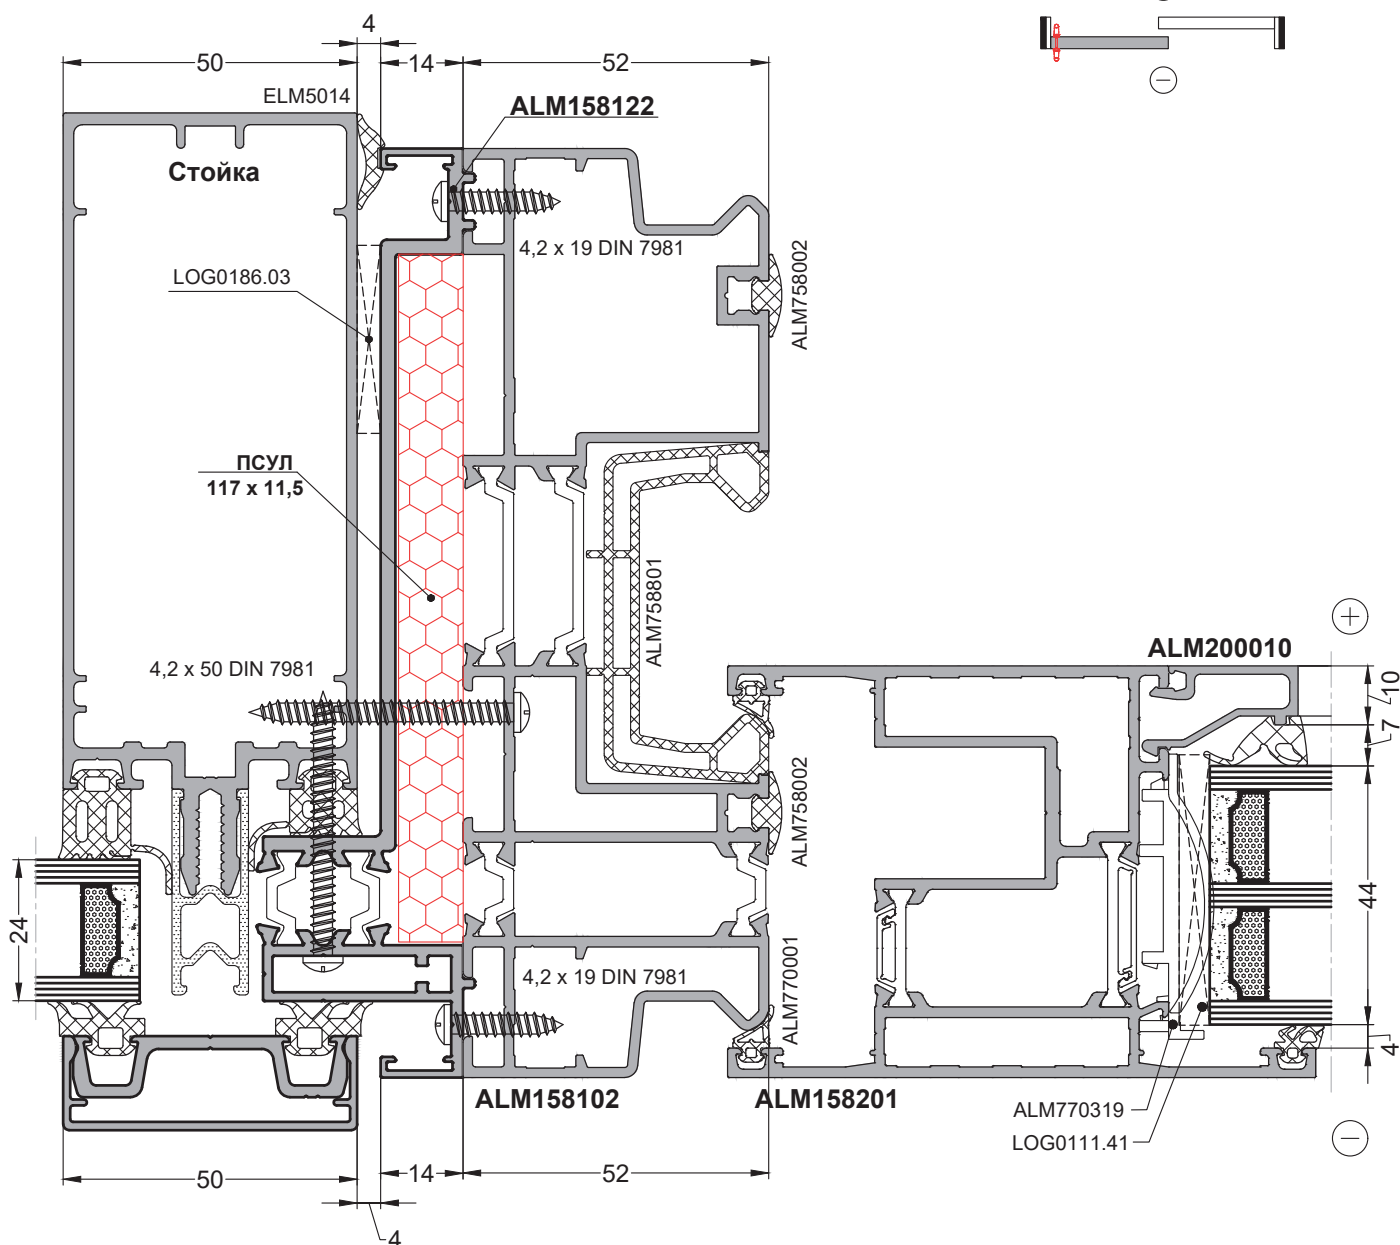 4
50
14
52
ELM5014
ALM158122
Стойка
4,2 x 19 DIN 7981
LOG0186.03
ALM758002
ПСУЛ
117 x 11,5
ALM758801
4,2 x 50 DIN 7981
ALM200010
+
10
7
ALM758002
24
44
4,2 x 19 DIN 7981
ALM770001
4
ALM158102
ALM158201
ALM770319
LOG0111.41
50
14
52
4